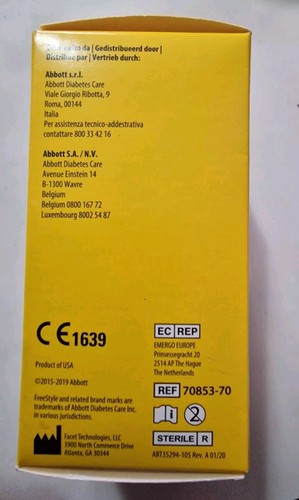 da | Gedistribueerd door |
par | Vertrieb durch:
Abbott s.r.l.
Abbott Diabetes Care
Viale Giorgio Ribotta, 9
Roma, 00144
Italia
Per assistenza tecnico-addestrativa
contattare 800 33 42 16
Abbott S.A. / N.V.
Abbott Diabetes Care
Avenue Einstein 14
B-1300 Wavre
Belgium
Belgium 0800 167 72
Luxembourg 8002 54 87
CE 1639
EC REP
EMERGO EUROPE
Prinsessegracht 20
2514 AP The Hague
The Netherlands
Product of USA
©2015-2019 Abbott
REF 70853-70
FreeStyle and related brand marks are
trademarks of Abbott Diabetes Care Inc.
in various jurisdictions.
Facet Technologies, LLC
3900 North Commerce Drive
Atlanta, GA 30344
STERILE R
ART35294-105 Rev. A 01/20